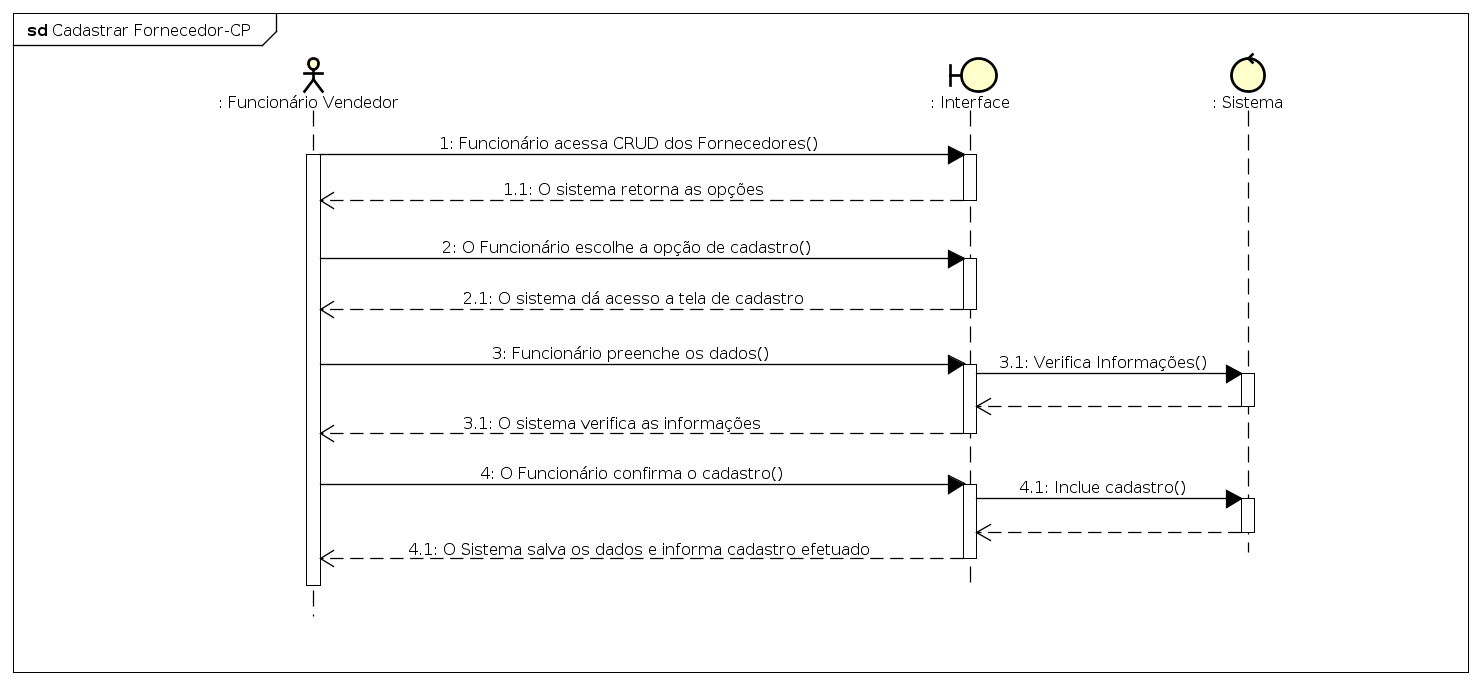 sd Cadastrar Fornecedor-CP
: Funcionário Vendedor
: Interface
: Sistema
1: Funcionário acessa CRUD dos Fornecedores()
1.1: O sistema retorna as opções
2: O Funcionário escolhe a opção de cadastro()
2.1: O sistema dá acesso a tela de cadastro
3: Funcionário preenche os dados()
3.1: Verifica Informações()
3.1: O sistema verifica as informações
4: O Funcionário confirma o cadastro()
4.1: Inclue cadastro()
4.1: O Sistema salva os dados e informa cadastro efetuado